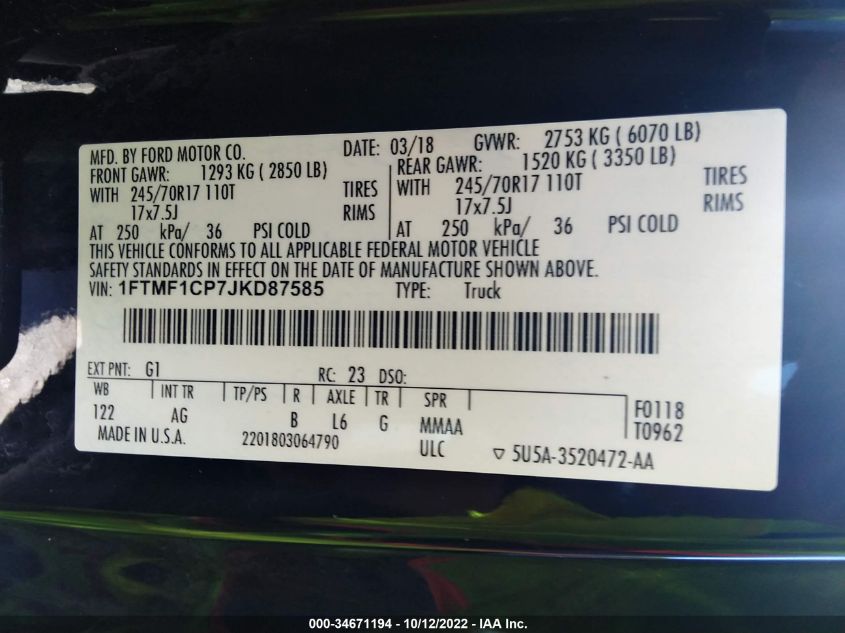 MFD. BY FORD MOTOR CO. DATE: 03/18 GVWR: 2753 KG ( 6070 LB)
FRONT GAWR: 1293 KG ( 2850 LB) REAR GAWR: 1520 KG ( 3350 LB)
WITH 245/70R17 110T TIRES WITH 245/70R17 110T TIRES
17x7.5J RIMS 17x7.5J RIMS
AT 250 kPa/ 36 PSI COLD AT 250 kPa/ 36 PSI COLD
THIS VEHICLE CONFORMS TO ALL APPLICABLE FEDERAL MOTOR VEHICLE
SAFETY STANDARDS IN EFFECT ON THE DATE OF MANUFACTURE SHOWN ABOVE.
VIN: 1FTMF1CP7JKD87585 TYPE: Truck
EXT PNT: G1 RC: 23 DSO:
WB INT TR TP/PS R AXLE TR SPR
122 AG B L6 G MMAA F0118
ULC T0962
MADE IN U.S.A. 2201803064790 5U5A-3520472-AA
000-34671194 - 10/12/2022 - IAA Inc.